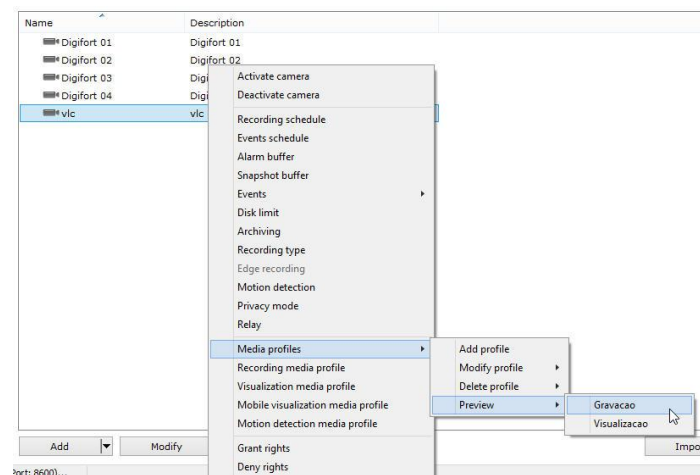 Name Description
Digifort 01 Digifort 01
Digifort 02 Digifort 02
Digifort 03 Digi
Digifort 04 Digi
vlc vlc
Activate camera
Deactivate camera
Recording schedule
Events schedule
Alarm buffer
Snapshot buffer
Events
Disk limit
Archiving
Recording type
Edge recording
Motion detection
Privacy mode
Relay
Media profiles Add profile
Recording media profile Modify profile
Visualization media profile Delete profile
Mobile visualization media profile Preview Gravacao
Motion detection media profile Visualizacao
Add Modify Grant rights Impo
Port: 8600)... Deny rights